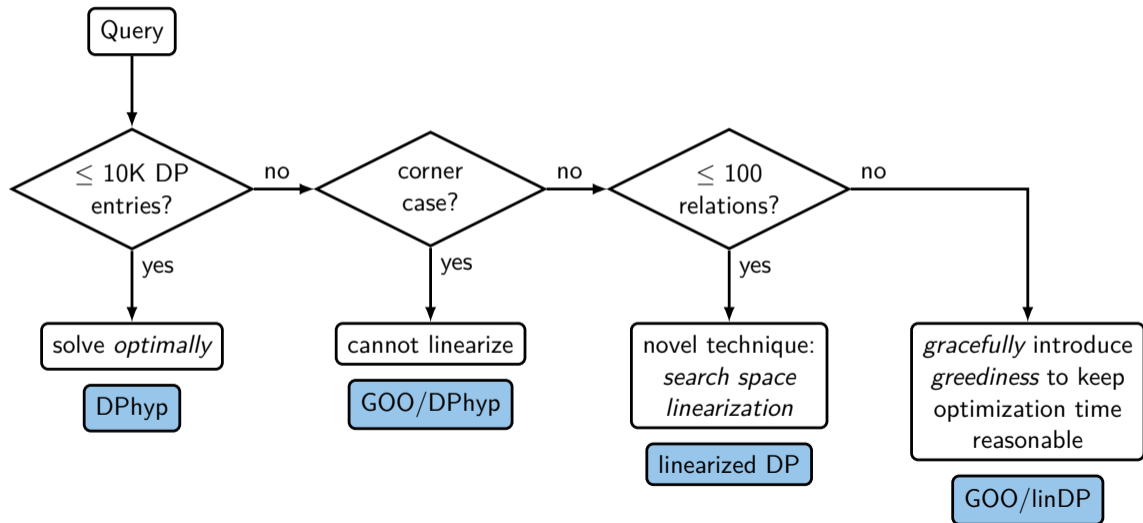 Query
≤ 10K DP
entries?
no
corner
case?
no
≤ 100
relations?
no
yes
yes
yes
solve optimally
DPhyp
cannot linearize
GOO/DPhyp
novel technique:
search space
linearization
linearized DP
gracefully introduce
greediness to keep
optimization time
reasonable
GOO/linDP